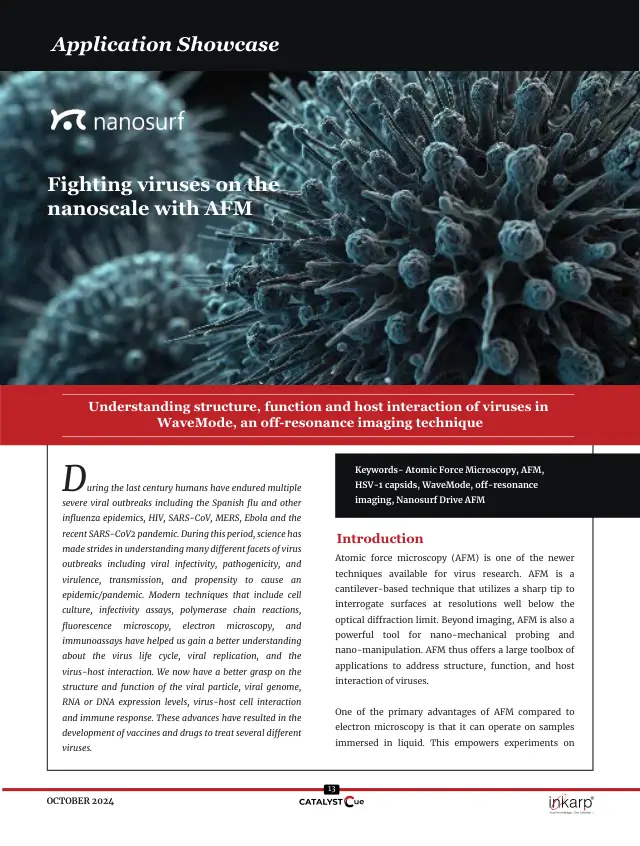 Application Showcase
nanosurf
Fighting viruses on the
nanoscale with AFM
Understanding structure, function and host interaction of viruses in
WaveMode, an off-resonance imaging technique
During the last century humans have endured multiple
severe viral outbreaks including the Spanish flu and other
influenza epidemics, HIV, SARS-CoV, MERS, Ebola and the
recent SARS-CoV2 pandemic. During this period, science has
made strides in understanding many different facets of virus
outbreaks including viral infectivity, pathogenicity, and
virulence, transmission, and propensity to cause an
epidemic/pandemic. Modern techniques that include cell
culture, infectivity assays, polymerase chain reactions,
fluorescence microscopy, electron microscopy, and
immunoassays have helped us gain a better understanding
about the virus life cycle, viral replication, and the
virus-host interaction. We now have a better grasp on the
structure and function of the viral particle, viral genome,
RNA or DNA expression levels, virus-host cell interaction
and immune response. These advances have resulted in the
development of vaccines and drugs to treat several different
viruses.
Keywords- Atomic Force Microscopy, AFM,
HSV-1 capsids, WaveMode, off-resonance
imaging, Nanosurf Drive AFM
Introduction
Atomic force microscopy (AFM) is one of the newer
techniques available for virus research. AFM is a
cantilever-based technique that utilizes a sharp tip to
interrogate surfaces at resolutions well below the
optical diffraction limit. Beyond imaging, AFM is also a
powerful tool for nano-mechanical probing and
nano-manipulation. AFM thus offers a large toolbox of
applications to address structure, function, and host
interaction of viruses.
One of the primary advantages of AFM compared to
electron microscopy is that it can operate on samples
immersed in liquid. This empowers experiments on
OCTOBER 2024
13
CATALYST Cue
inkarp®